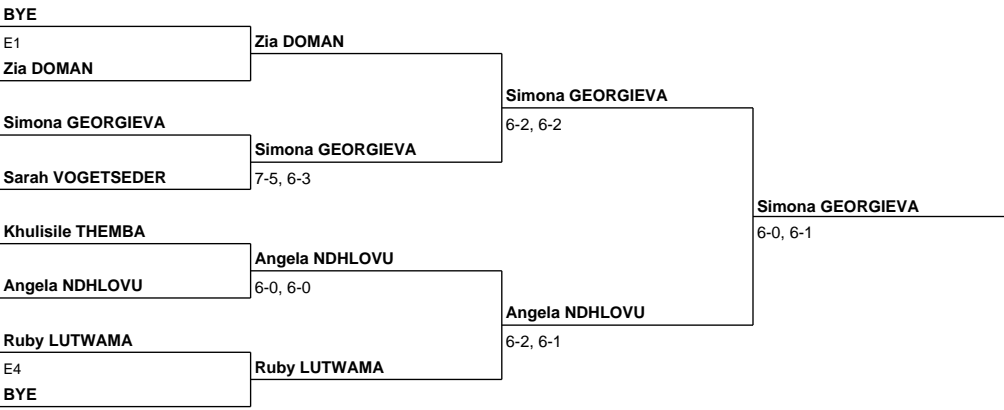 BYE
E1
Zia DOMAN
Zia DOMAN
Simona GEORGIEVA
Simona GEORGIEVA
6-2, 6-2
Simona GEORGIEVA
Sarah VOGETSEDER
7-5, 6-3
Simona GEORGIEVA
6-0, 6-1
Khulisile THEMBA
Angela NDHLOVU
Angela NDHLOVU
6-0, 6-0
Angela NDHLOVU
6-2, 6-1
Ruby LUTWAMA
E4
Ruby LUTWAMA
BYE